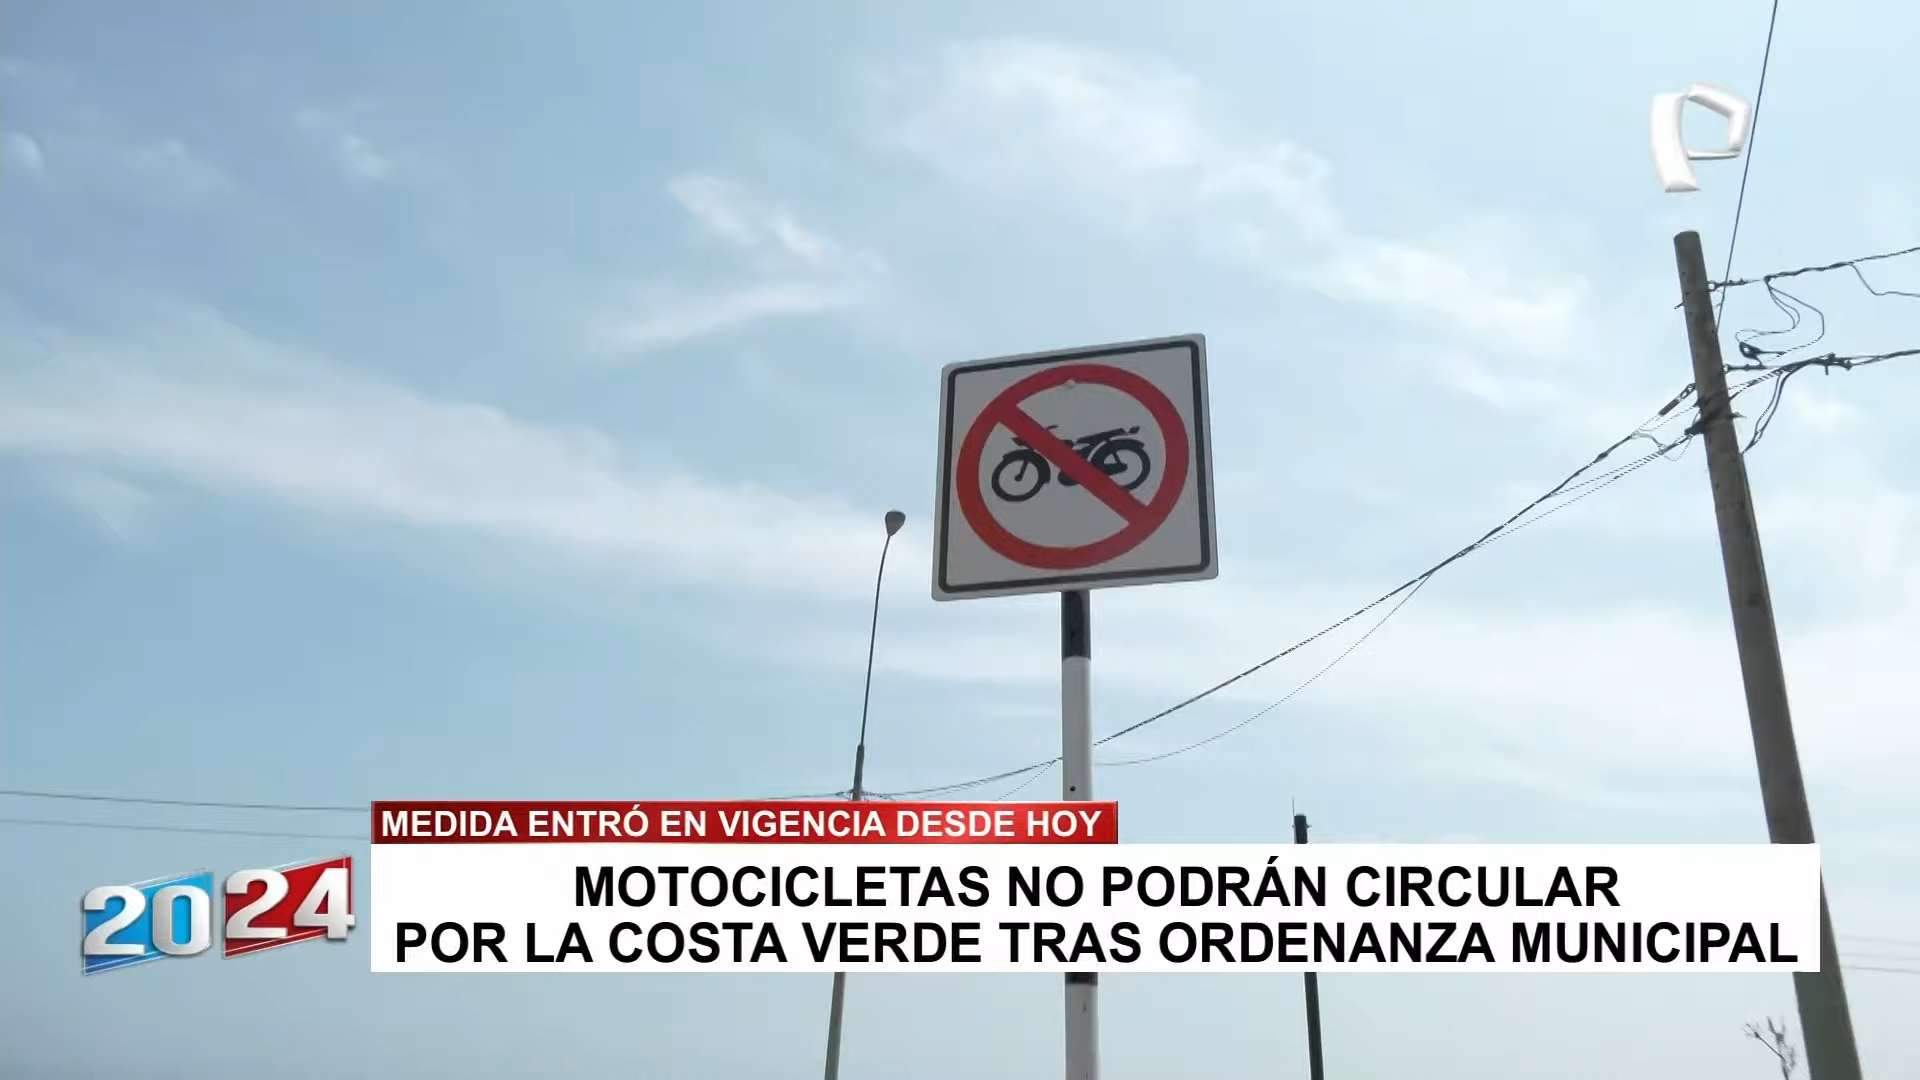 MEDIDA ENTRÓ EN VIGENCIA DESDE HOY
2024
MOTOCICLETAS NO PODRÁN CIRCULAR
POR LA COSTA VERDE TRAS ORDENANZA MUNICIPAL